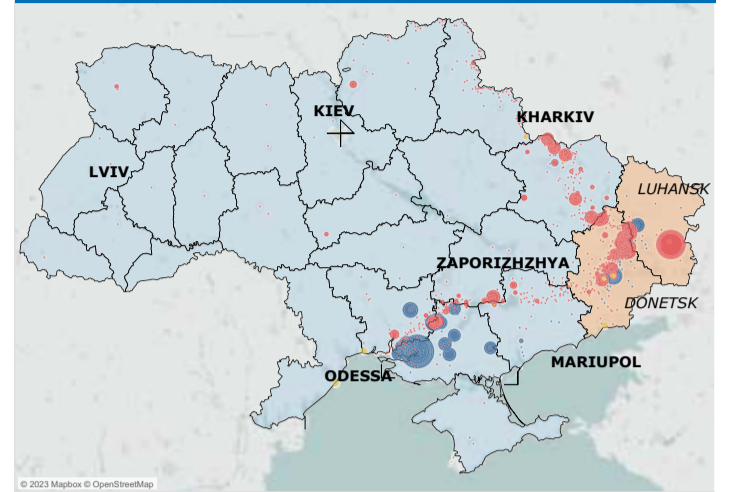 KIEV
KHARKIV
LVIV
LUHANSK
ZAPORIZHZHYA
DONETSK
MARIUPOL
ODESSA
© 2023 Mapbox © OpenStreetMap